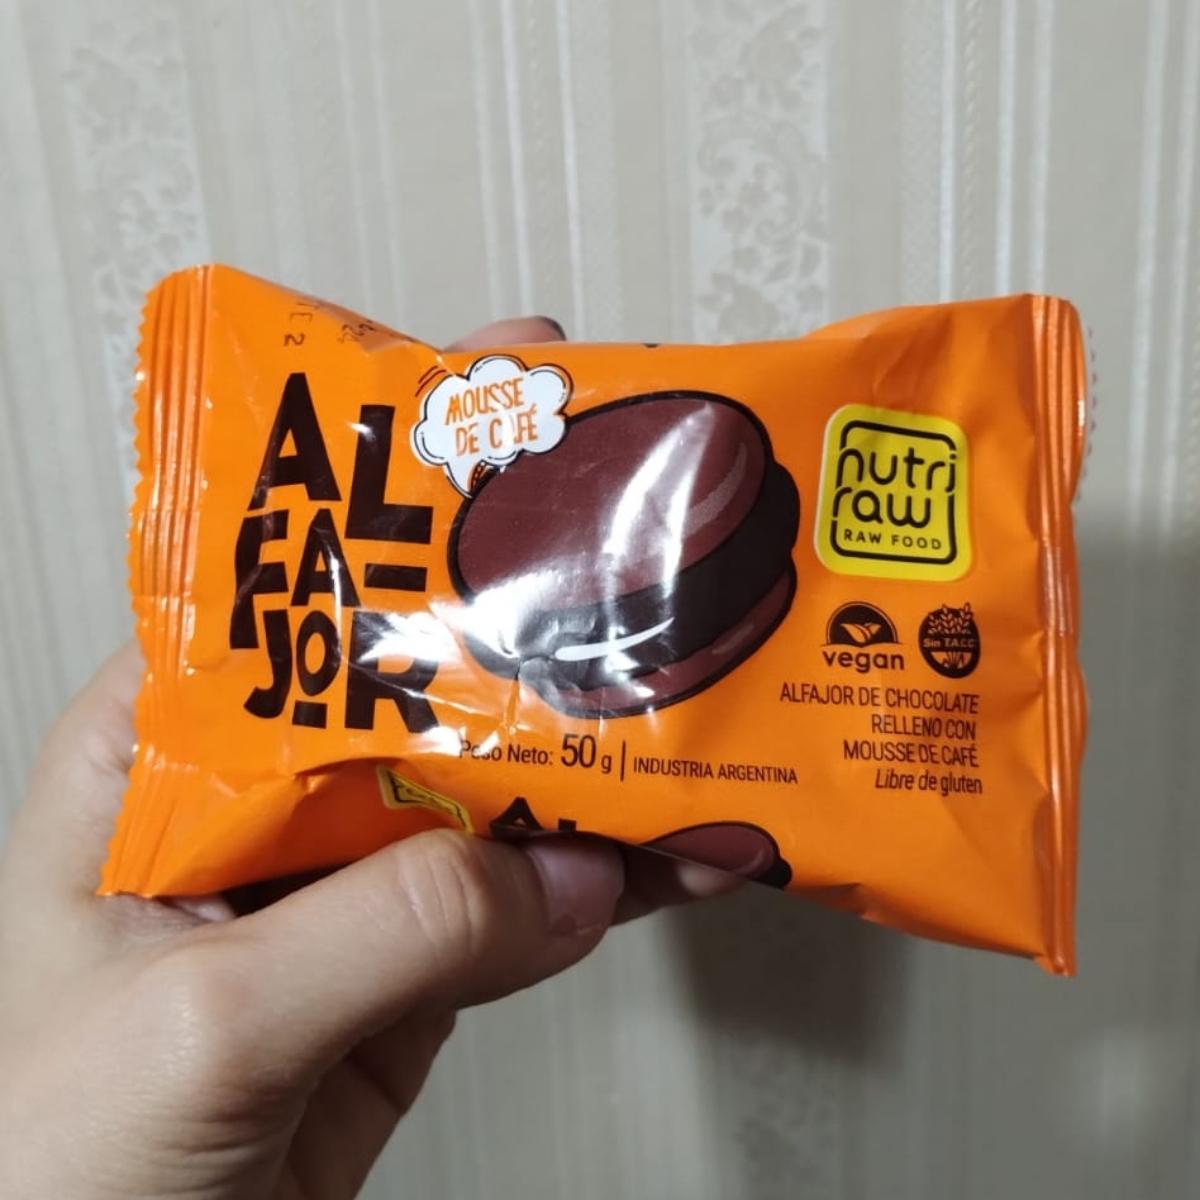 MOUSSE
DE CAFÉ
AL
FA-
JOR
nutri
raw
RAW FOOD
vegan
Sin T.A.C.C.
ALFAJOR DE CHOCOLATE
RELLENO CON
MOUSSE DE CAFÉ
Libre de gluten
Peso Neto: 50 g | INDUSTRIA ARGENTINA